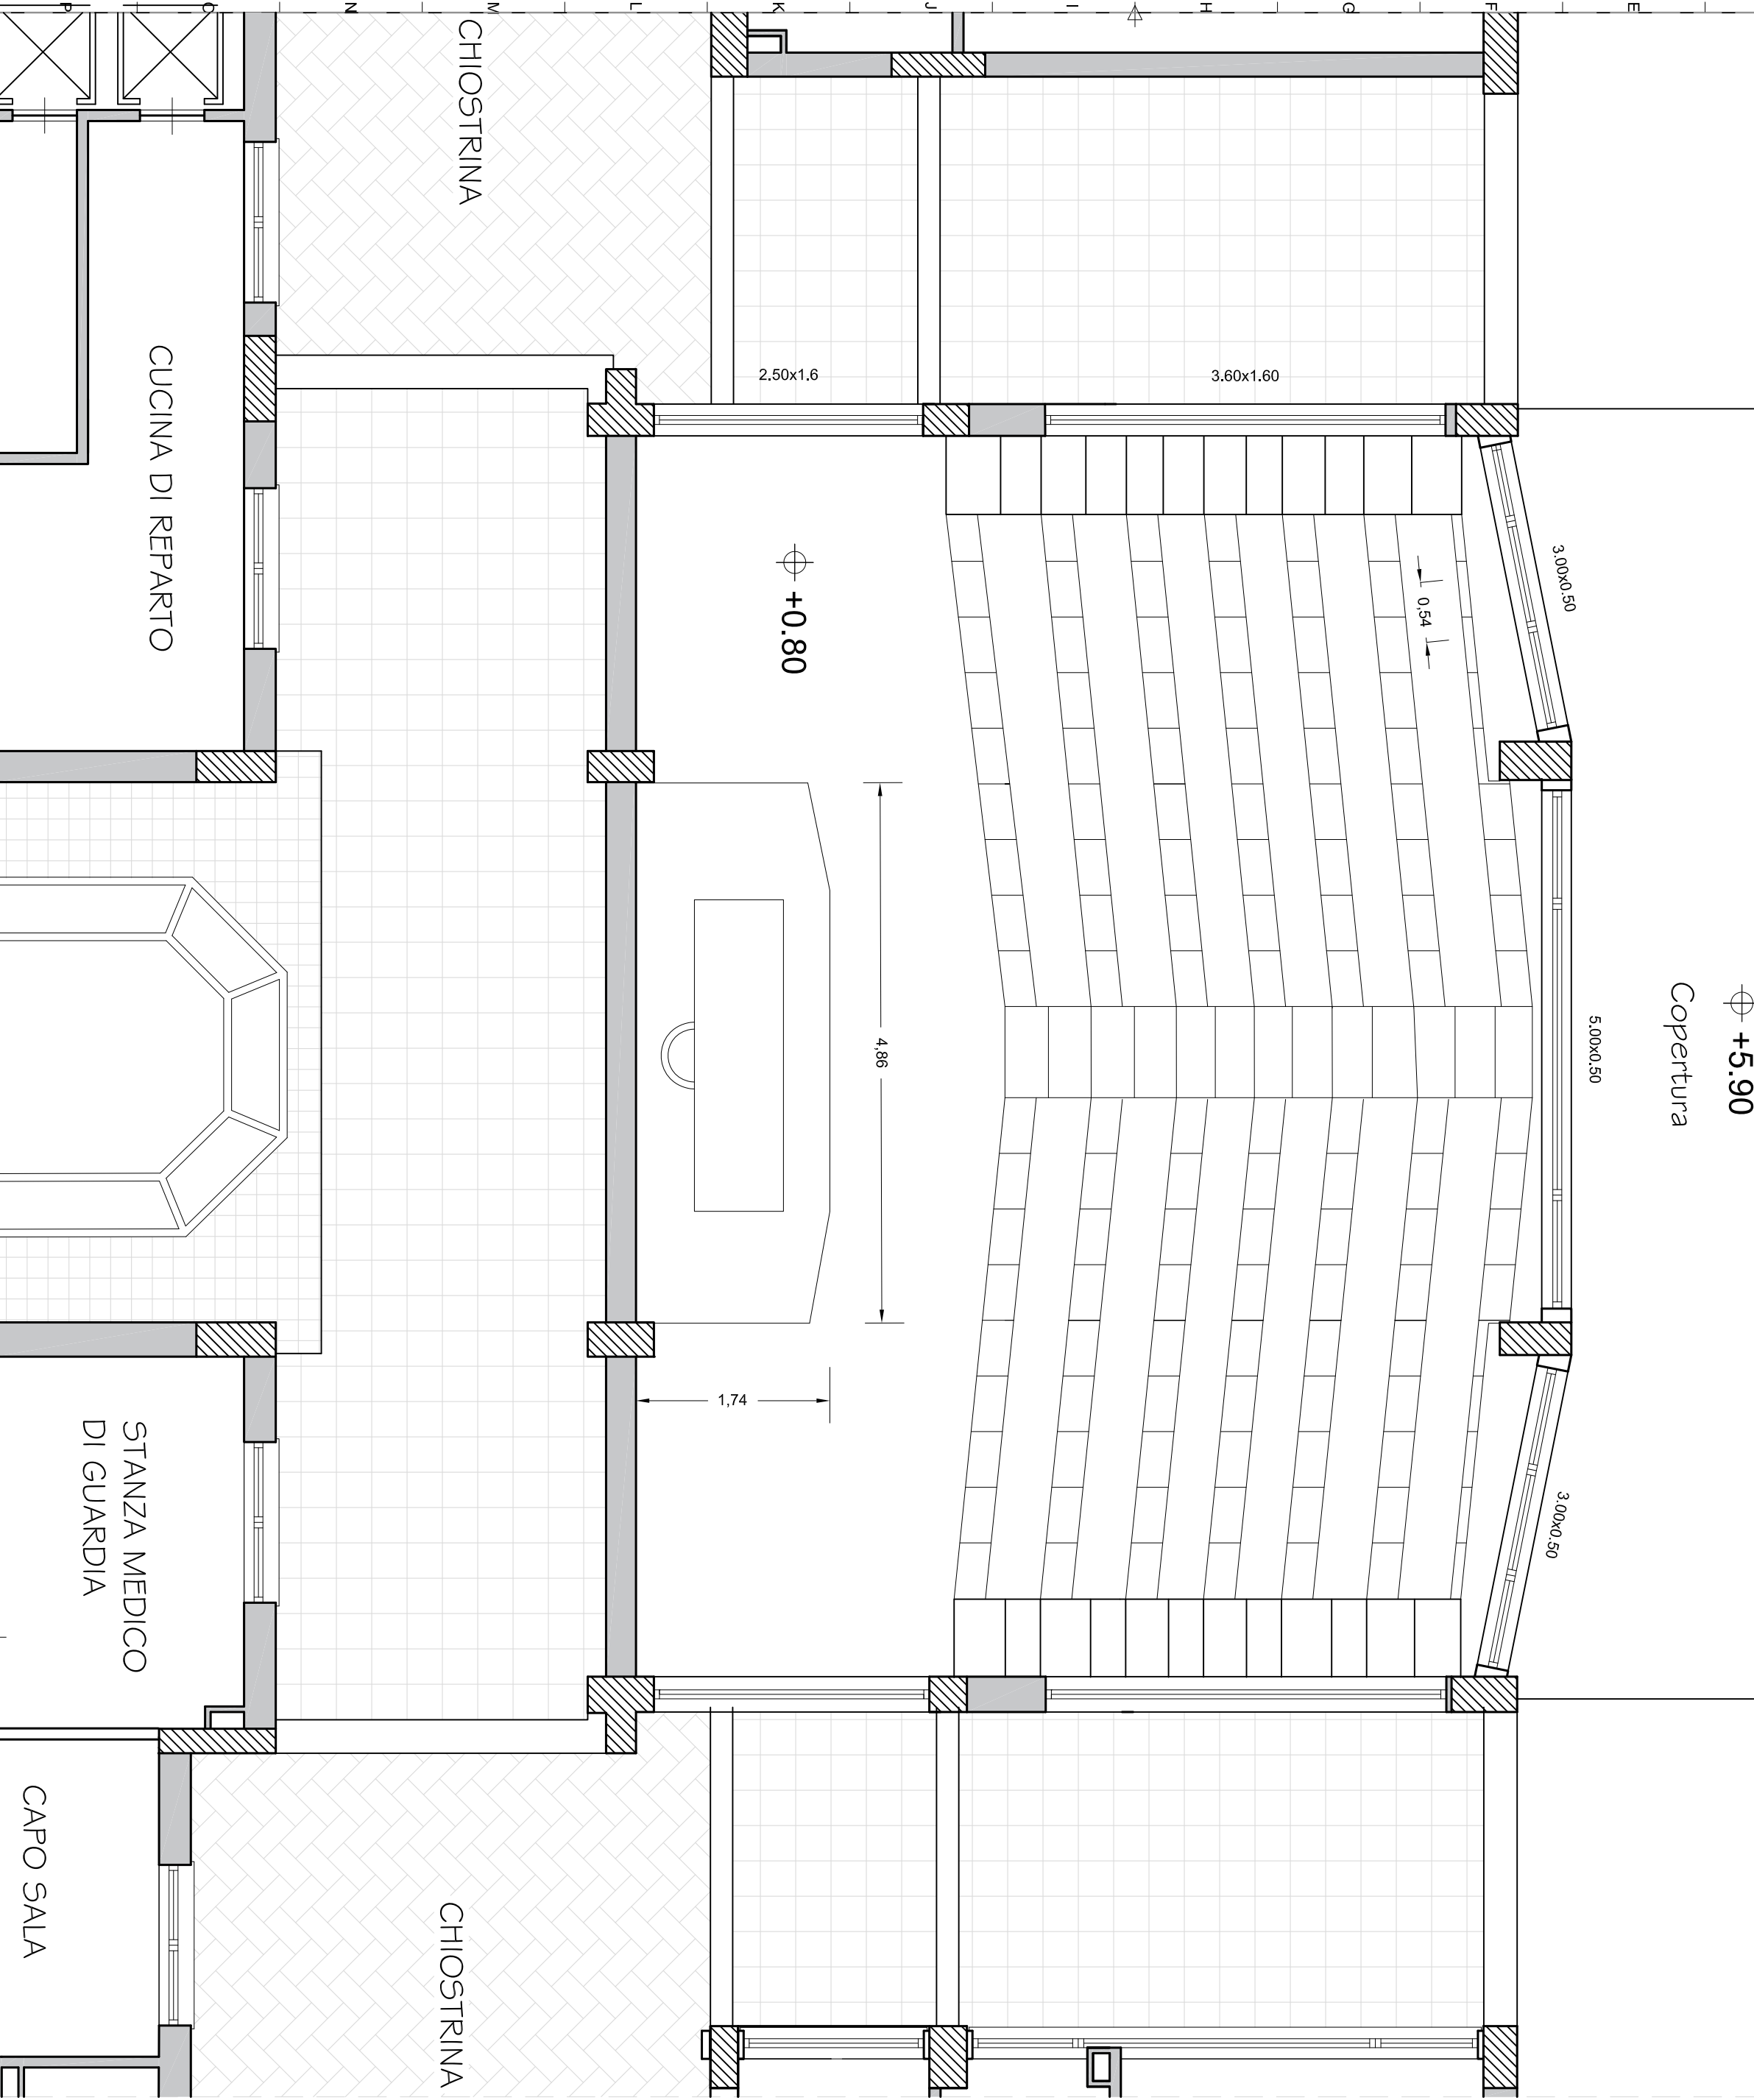 P
O
N
M
L
K
J
I
H
G
F
E
CHIOSTRINA
CUCINA DI REPARTO
2.50x1.6
3.60x1.60
3.00x0.50
0,54
+0.80
+5.90
Copertura
5.00x0.50
4,86
1,74
3.00x0.50
STANZA MEDICO
DI GUARDIA
CAPO SALA
CHIOSTRINA